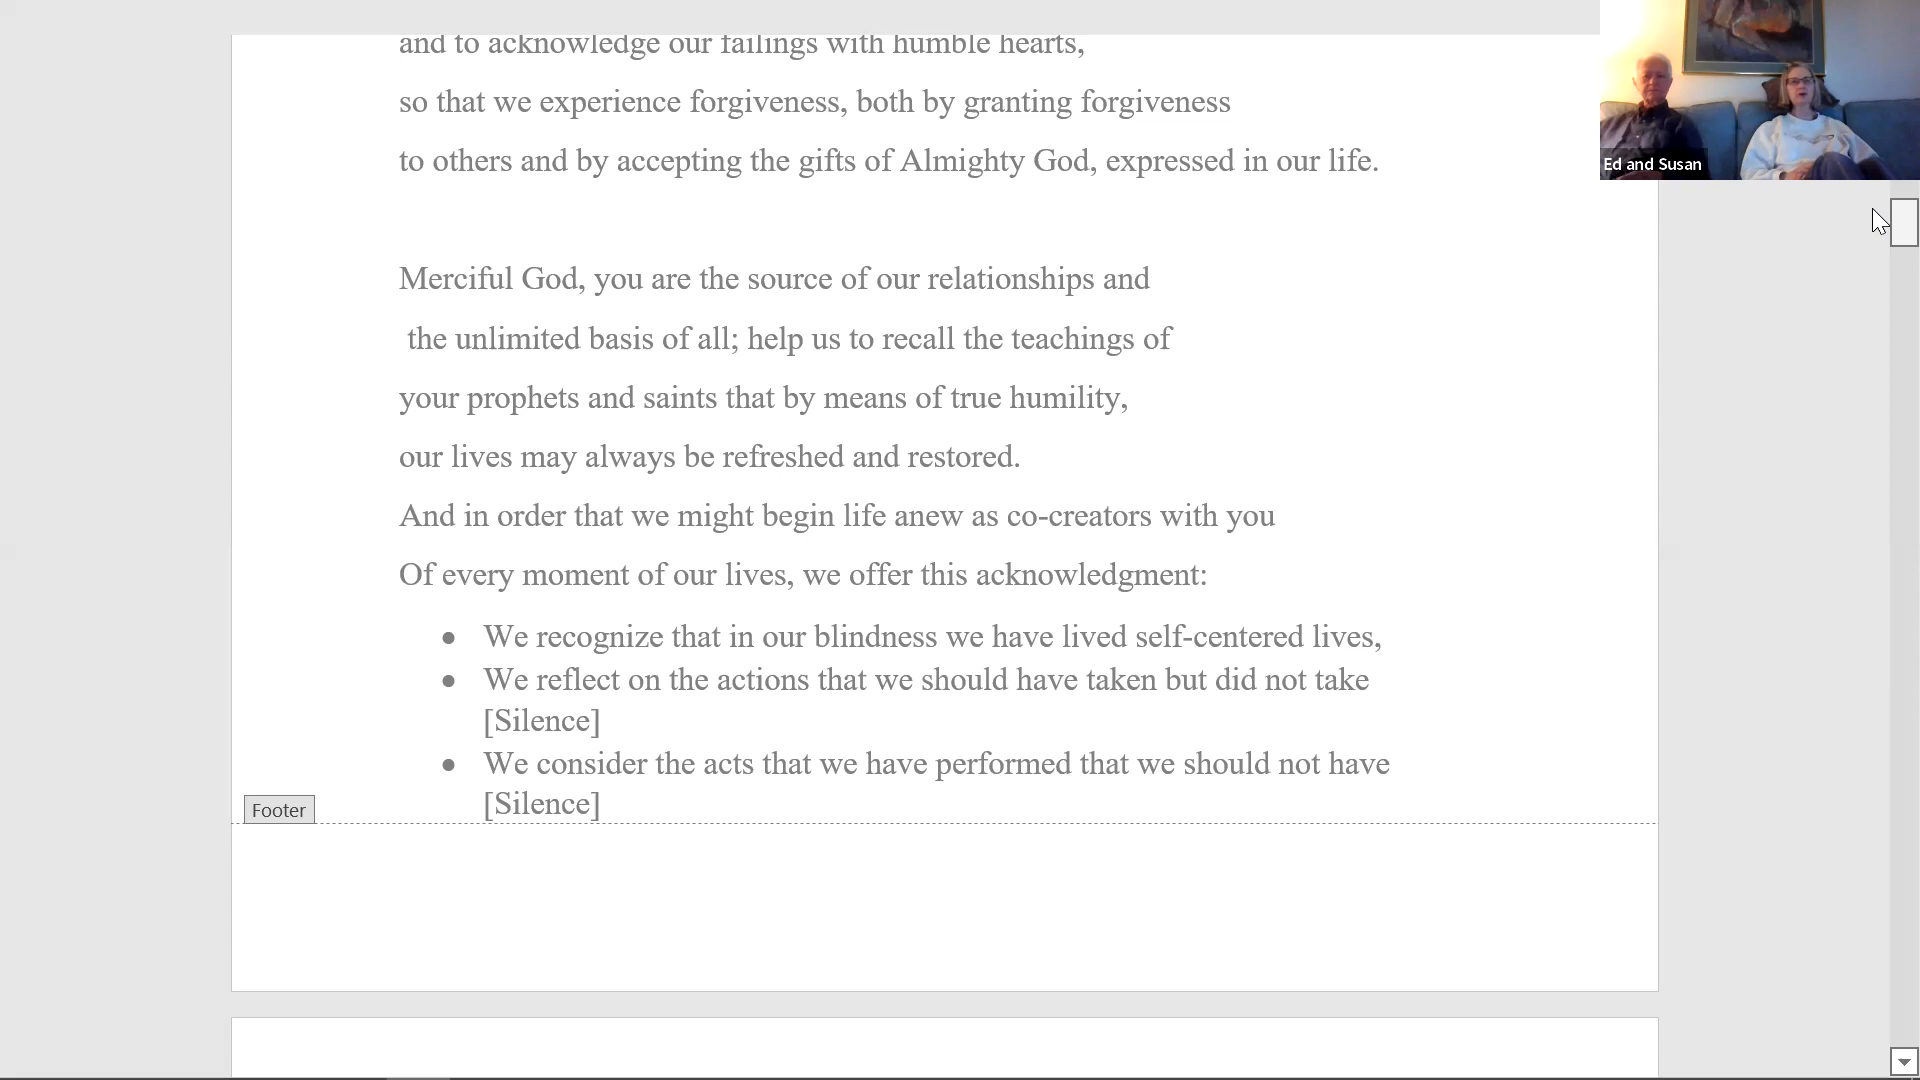 and to acknowledge our failings with humble hearts,
so that we experience forgiveness, both by granting forgiveness
to others and by accepting the gifts of Almighty God, expressed in our life.
Ed and Susan
Merciful God, you are the source of our relationships and
the unlimited basis of all; help us to recall the teachings of
your prophets and saints that by means of true humility,
our lives may always be refreshed and restored.
And in order that we might begin life anew as co-creators with you
Of every moment of our lives, we offer this acknowledgment:
• We recognize that in our blindness we have lived self-centered lives,
• We reflect on the actions that we should have taken but did not take
[Silence]
• We consider the acts that we have performed that we should not have
[Silence]
Footer